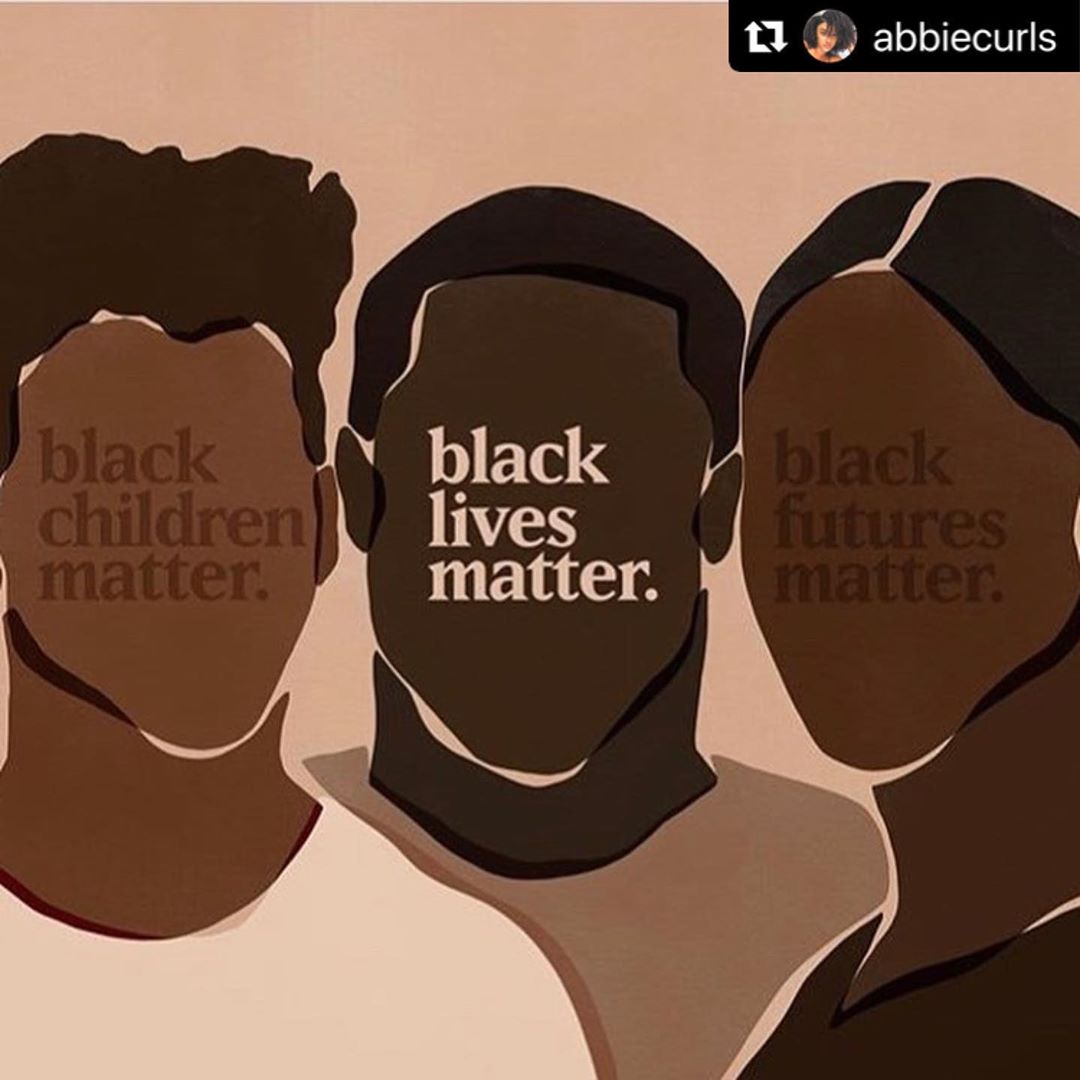 abbiecurls
black
children
matter.
black
lives
matter.
black
futures
matter.